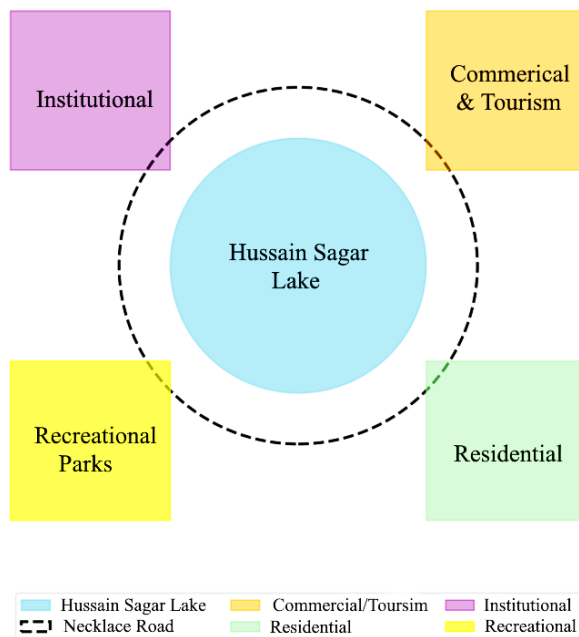 Institutional
Commerical
& Tourism
Hussain Sagar
Lake
Recreational
Parks
Residential
Hussain Sagar Lake
Commercial/Toursim
Institutional
Necklace Road
Residential
Recreational